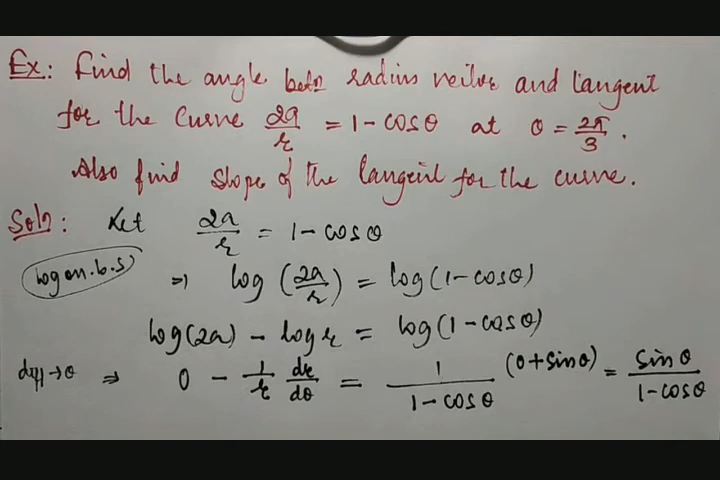 Ex: Find the angle betn radius vector and tangent
for the curve 2a/r = 1 - cosθ at θ = 2π/3 .
Also find slope of the tangent for the curve.
Soln: Let 2a/r = 1 - cosθ
log on. b. s) ⇒ log (2a/r) = log(1 - cosθ)
log(2a) - log r = log(1 - cosθ)
dif → θ ⇒ 0 - 1/r dr/dθ = 1/(1 - cosθ) (0 + sinθ) = sinθ/(1 - cosθ)